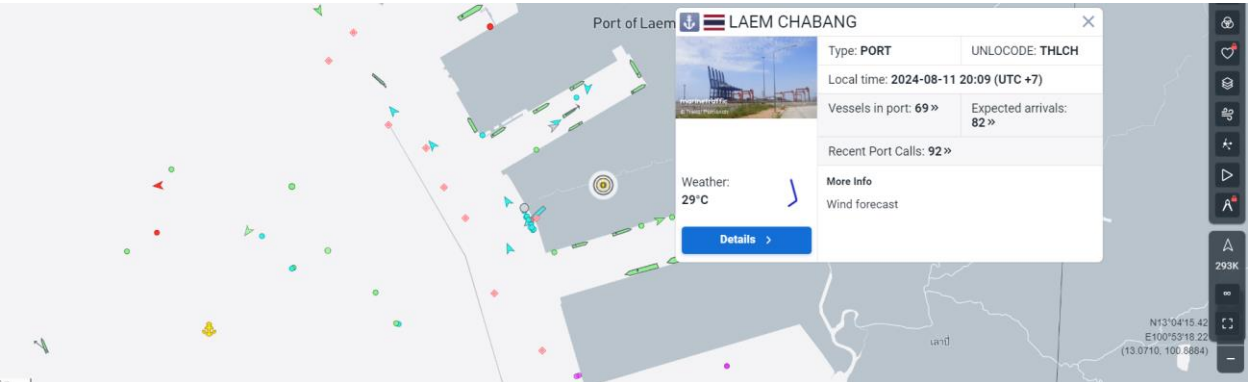 Port of Laem
LAEM CHABANG
Type: PORT
UNLOCODE: THLCH
Local time: 2024-08-11 20:09 (UTC +7)
Vessels in port: 69 »
Expected arrivals:
82 »
Recent Port Calls: 92 »
Weather:
29°C
More Info
Wind forecast
Details >
293K
N13°04'15.42
E100°53'18.22
(13.0710, 100.8884)